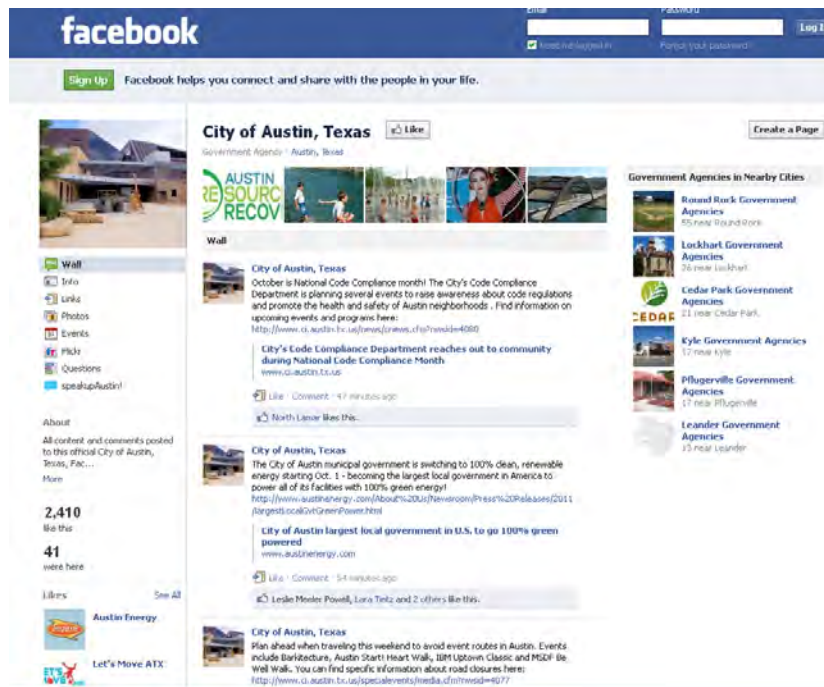 Email
Password
facebook
Log I
Keep me logged in
Forgot your password?
Sign Up
Facebook helps you connect and share with the people in your life.
City of Austin, Texas
Like
Create a Page
Government Agency · Austin, Texas
AUSTIN
RESOURC
RECOV
Wall
Info
Links
Photos
Events
Flickr
Questions
speakupAustin!
About
All content and comments posted
to this official City of Austin,
Texas, Fac...
More
2,410
like this
41
were here
Likes
See All
Austin Energy
Let's Move ATX
Wall
City of Austin, Texas
October is National Code Compliance month! The City's Code Compliance
Department is planning several events to raise awareness about code regulations
and promote the health and safety of Austin neighborhoods . Find information on
upcoming events and programs here:
http://www.ci.austin.tx.us/news/cnews.cfm?nwsid=4080
City's Code Compliance Department reaches out to community
during National Code Compliance Month
www.ci.austin.tx.us
Like · Comment · 47 minutes ago
North Lamar likes this.
City of Austin, Texas
The City of Austin municipal government is switching to 100% clean, renewable
energy starting Oct. 1 - becoming the largest local government in America to
power all of its facilities with 100% green energy!
http://www.austinenergy.com/About%20Us/Newsroom/Press%20Releases/2011
/largestLocalGvtGreenPower.html
City of Austin largest local government in U.S. to go 100% green
powered
www.austinenergy.com
Like · Comment · 54 minutes ago
Leslie Meeler Powell, Lora Tietz and 2 others like this.
City of Austin, Texas
Plan ahead when traveling this weekend to avoid event routes in Austin. Events
include Barkitecture, Austin Start! Heart Walk, IBM Uptown Classic and MSDF Be
Well Walk. You can find specific information about road closures here:
http://www.ci.austin.tx.us/specialevents/media.cfm?nwsid=4077
Government Agencies in Nearby Cities
Round Rock Government
Agencies
55 near Round Rock
Lockhart Government
Agencies
26 near Lockhart
Cedar Park Government
Agencies
21 near Cedar Park
CEDAR
Kyle Government Agencies
17 near Kyle
Pflugerville Government
Agencies
17 near Pflugerville
Leander Government
Agencies
15 near Leander